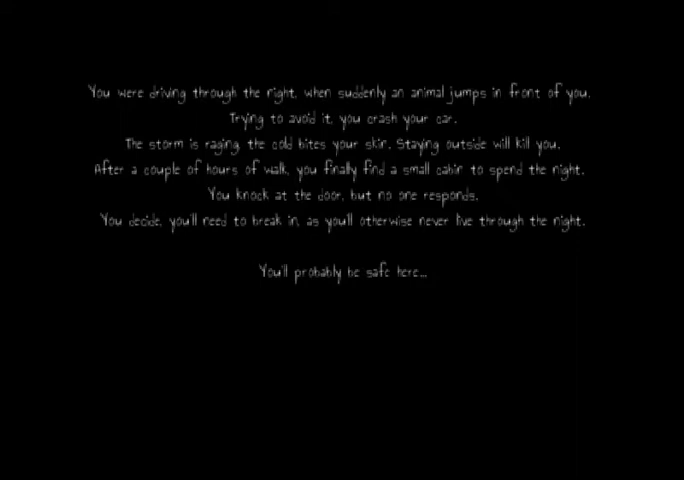 You were driving through the right, when suddenly an animal jumps in front of you.
Trying to avoid it, you crash your car.
The storm is raging, the cold bites your skin. Staying outside will kill you.
After a couple of hours of walk, you finally find a small cabin to spend the night.
You knock at the door, but no one responds.
You decide, you'll need to break in, as you'll otherwise never live through the night.
You'll probably be safe here...